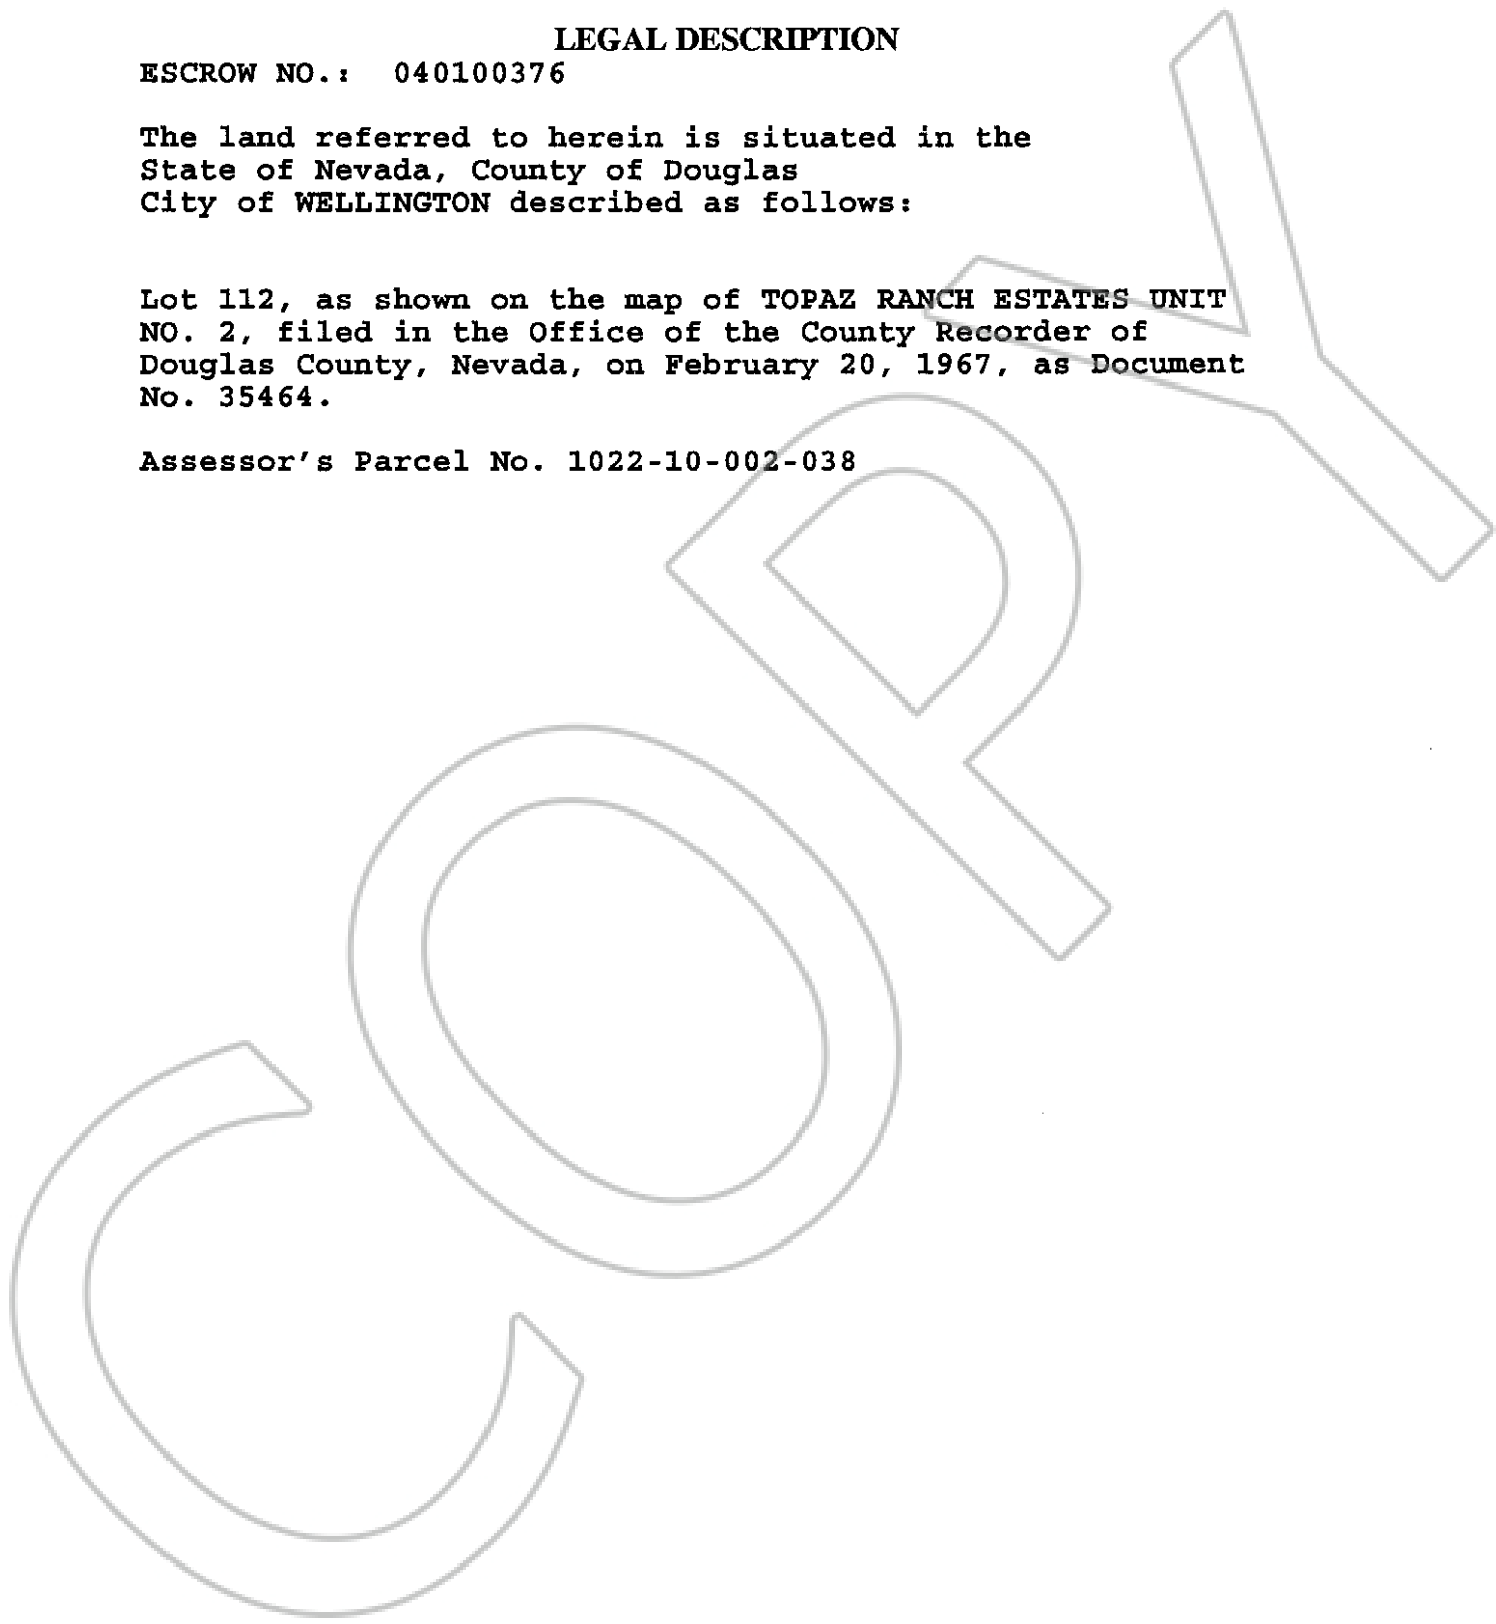 LEGAL DESCRIPTION
ESCROW NO.: 040100376
The land referred to herein is situated in the
State of Nevada, County of Douglas
City of WELLINGTON described as follows:
Lot 112, as shown on the map of TOPAZ RANCH ESTATES UNIT
NO. 2, filed in the Office of the County Recorder of
Douglas County, Nevada, on February 20, 1967, as Document
No. 35464.
Assessor's Parcel No. 1022-10-002-038
COPY